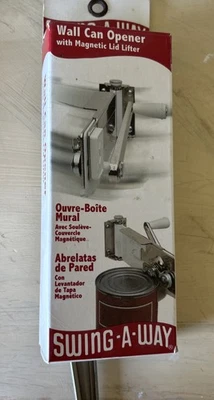 Wall Can Opener
with Magnetic Lid Lifter
Ouvre-Boîte
Mural
Avec Soulève-
Couvercle
Magnétique
Abrelatas
de Pared
Con
Levantador
de Tapa
Magnético
SWING-A-WAY